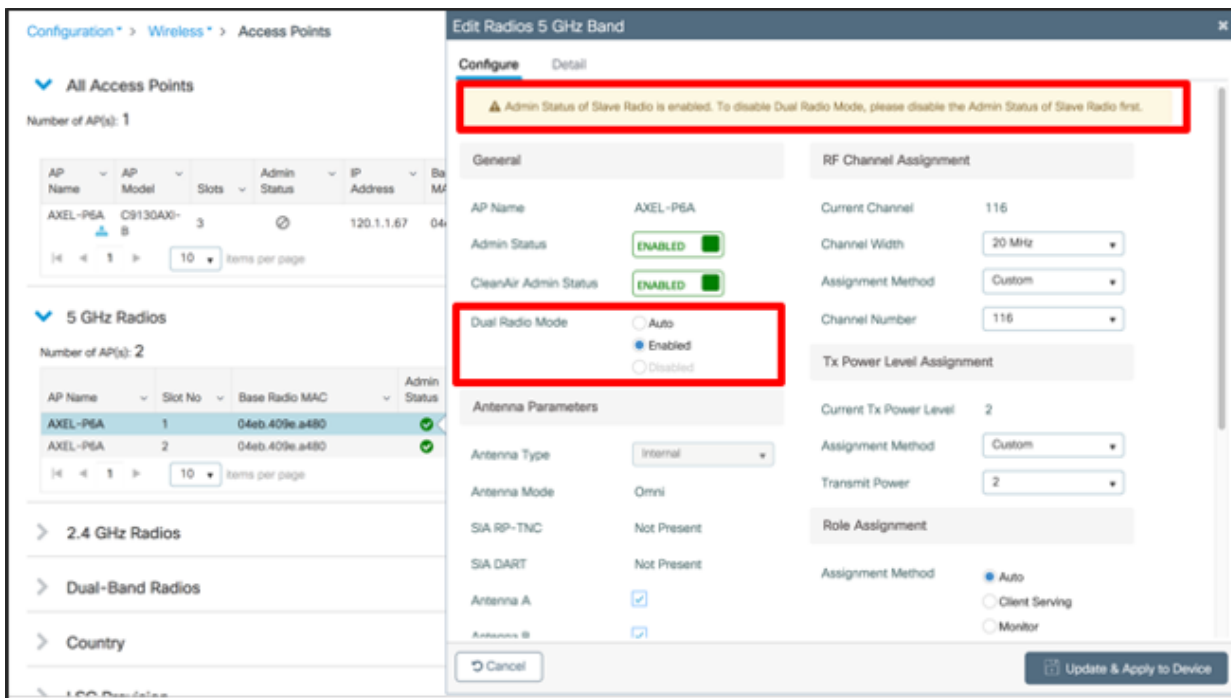 Configuration * > Wireless * > Access Points
All Access Points
Number of AP(s): 1
AP Name AP Model Slots Admin Status IP Address Ba MA
AXEL-P6A C9130AXI-B 3 120.1.1.67 04e
1 10 items per page
5 GHz Radios
Number of AP(s): 2
AP Name Slot No Base Radio MAC Admin Status
AXEL-P6A 1 04eb.409e.a480
AXEL-P6A 2 04eb.409e.a480
1 10 items per page
2.4 GHz Radios
Dual-Band Radios
Country
LSC Provision
Edit Radios 5 GHz Band
Configure Detail
Admin Status of Slave Radio is enabled. To disable Dual Radio Mode, please disable the Admin Status of Slave Radio first.
General
AP Name AXEL-P6A
Admin Status ENABLED
CleanAir Admin Status ENABLED
Dual Radio Mode Auto
Enabled
Disabled
Antenna Parameters
Antenna Type Internal
Antenna Mode Omni
SIA RP-TNC Not Present
SIA DART Not Present
Antenna A
Antenna B
RF Channel Assignment
Current Channel 116
Channel Width 20 MHz
Assignment Method Custom
Channel Number 116
Tx Power Level Assignment
Current Tx Power Level 2
Assignment Method Custom
Transmit Power 2
Role Assignment
Assignment Method Auto
Client Serving
Monitor
Cancel
Update & Apply to Device